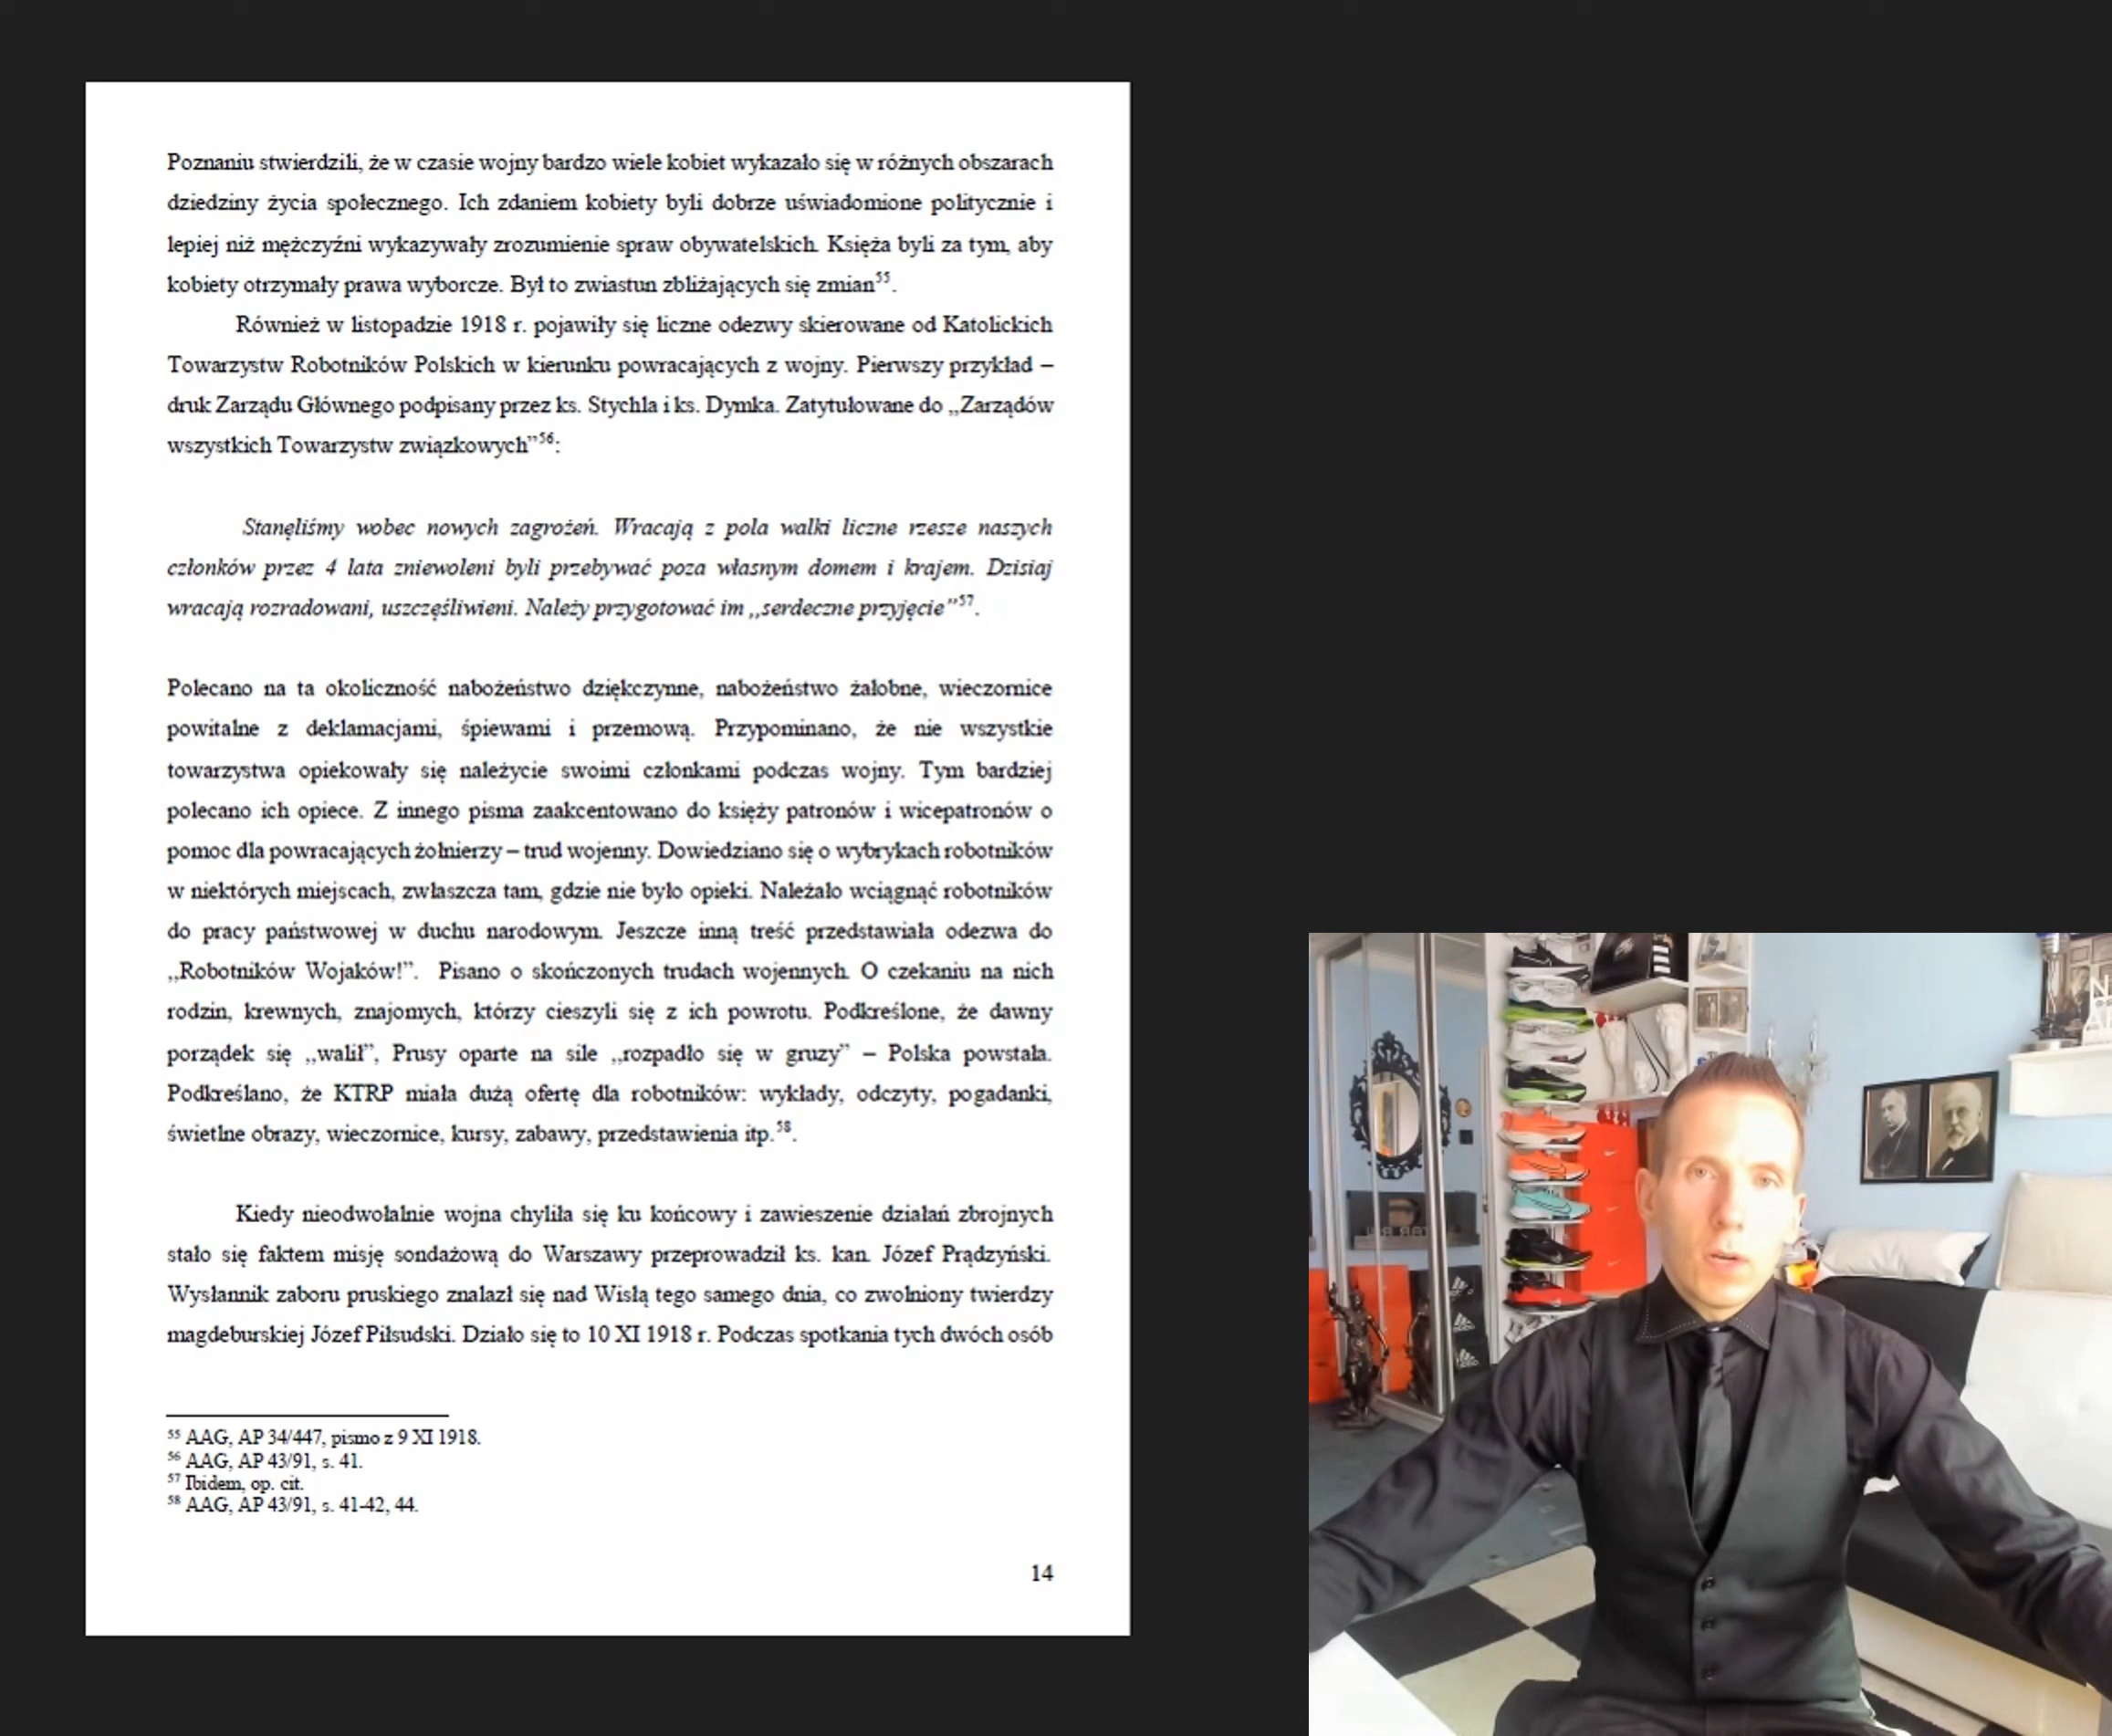 Poznaniu stwierdzili, że w czasie wojny bardzo wiele kobiet wykazało się w różnych obszarach
dziedziny życia społecznego. Ich zdaniem kobiety byli dobrze uświadomione politycznie i
lepiej niż mężczyźni wykazywały zrozumienie spraw obywatelskich. Księża byli za tym, aby
kobiety otrzymały prawa wyborcze. Był to zwiastun zbliżających się zmian⁵⁵.
Również w listopadzie 1918 r. pojawiły się liczne odezwy skierowane od Katolickich
Towarzystw Robotników Polskich w kierunku powracających z wojny. Pierwszy przykład –
druk Zarządu Głównego podpisany przez ks. Stychla i ks. Dymka. Zatytułowane do „Zarządów
wszystkich Towarzystw związkowych”⁵⁶:
Stanęliśmy wobec nowych zagrożeń. Wracają z pola walki liczne rzesze naszych
członków przez 4 lata zniewoleni byli przebywać poza własnym domem i krajem. Dzisiaj
wracają rozradowani, uszczęśliwieni. Należy przygotować im „serdeczne przyjęcie”⁵⁷.
Polecano na ta okoliczność nabożeństwo dziękczynne, nabożeństwo żałobne, wieczornice
powitalne z deklamacjami, śpiewami i przemową. Przypominano, że nie wszystkie
towarzystwa opiekowały się należycie swoimi członkami podczas wojny. Tym bardziej
polecano ich opiece. Z innego pisma zaakcentowano do księży patronów i wicepatronów o
pomoc dla powracających żołnierzy – trud wojenny. Dowiedziano się o wybrykach robotników
w niektórych miejscach, zwłaszcza tam, gdzie nie było opieki. Należało wciągnąć robotników
do pracy państwowej w duchu narodowym. Jeszcze inną treść przedstawiała odezwa do
„Robotników Wojaków!”. Pisano o skończonych trudach wojennych. O czekaniu na nich
rodzin, krewnych, znajomych, którzy cieszyli się z ich powrotu. Podkreślone, że dawny
porządek się „walił”, Prusy oparte na sile „rozpadło się w gruzy” – Polska powstała.
Podkreślano, że KTRP miała dużą ofertę dla robotników: wykłady, odczyty, pogadanki,
świetlne obrazy, wieczornice, kursy, zabawy, przedstawienia itp.⁵⁸.
Kiedy nieodwołalnie wojna chyliła się ku końcowy i zawieszenie działań zbrojnych
stało się faktem misję sondażową do Warszawy przeprowadził ks. kan. Józef Prądzyński.
Wysłannik zaboru pruskiego znalazł się nad Wisłą tego samego dnia, co zwolniony twierdzy
magdeburskiej Józef Piłsudski. Działo się to 10 XI 1918 r. Podczas spotkania tych dwóch osób
⁵⁵ AAG, AP 34/447, pismo z 9 XI 1918.
⁵⁶ AAG, AP 43/91, s. 41.
⁵⁷ Ibidem, op. cit.
⁵⁸ AAG, AP 43/91, s. 41-42, 44.
14
adidas